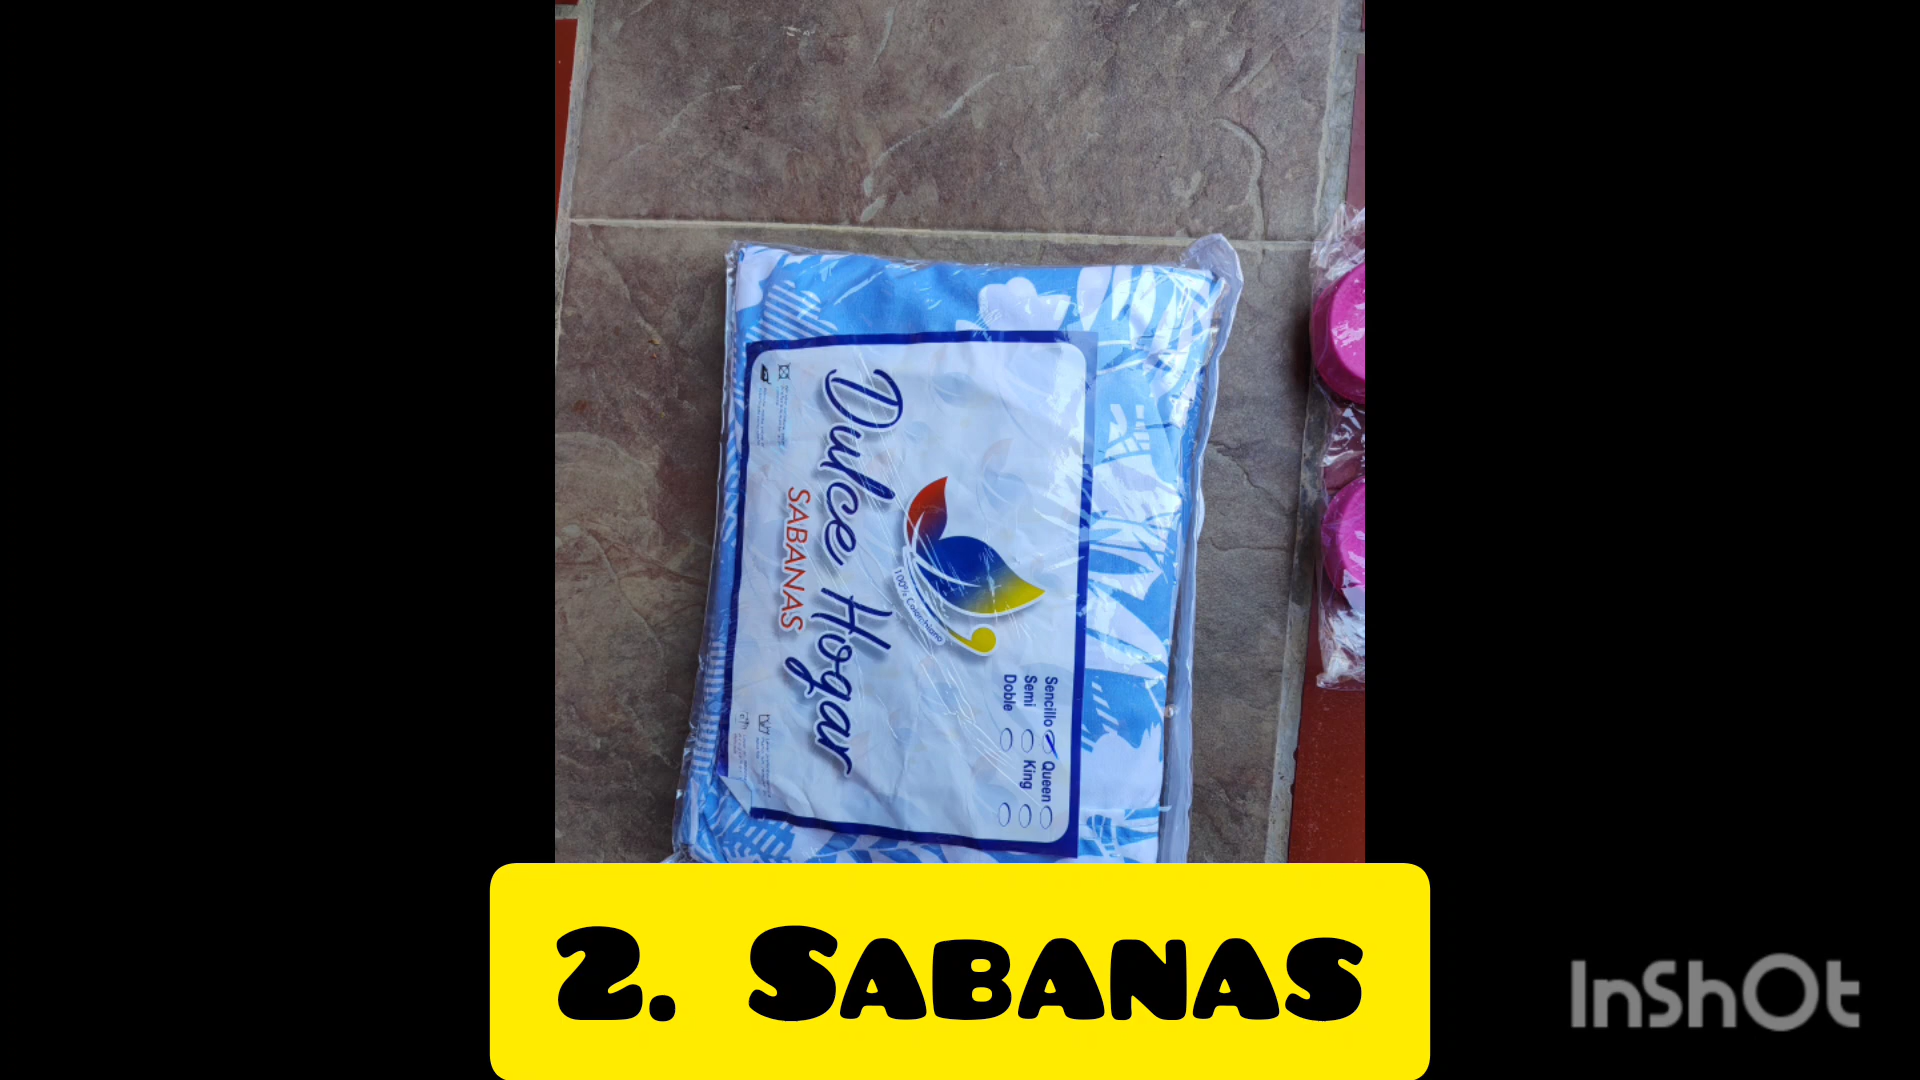 Sencillo Queen
Semi King
Doble
100% Colombiano
Dulce Hogar
SABANAS
2. SABANAS
InShOt